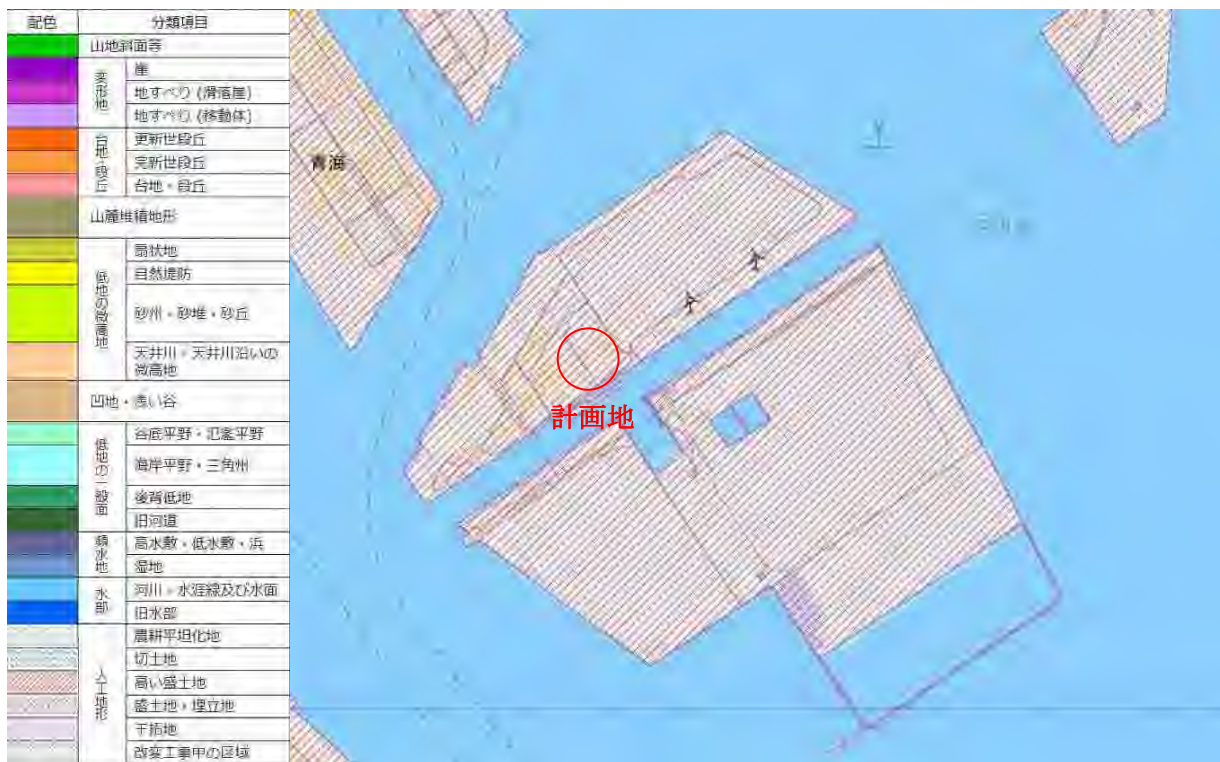 配色 分類項目
山地斜面等
変形地
崖
地すべり (滑落崖)
地すべり (移動体)
台地・段丘
更新世段丘
完新世段丘
台地・段丘
山麓堆積地形
低地の微高地
扇状地
自然堤防
砂州・砂堆・砂丘
天井川・天井川沿いの
微高地
凹地・浅い谷
低地の一般面
谷底平野・氾濫平野
海岸平野・三角州
後背低地
旧河道
頻水地
高水敷・低水敷・浜
湿地
水部
河川・水涯線及び水面
旧水部
人工地形
農耕平坦化地
切土地
高い盛土地
盛土地・埋立地
干拓地
改変工事中の区域
青海
計画地